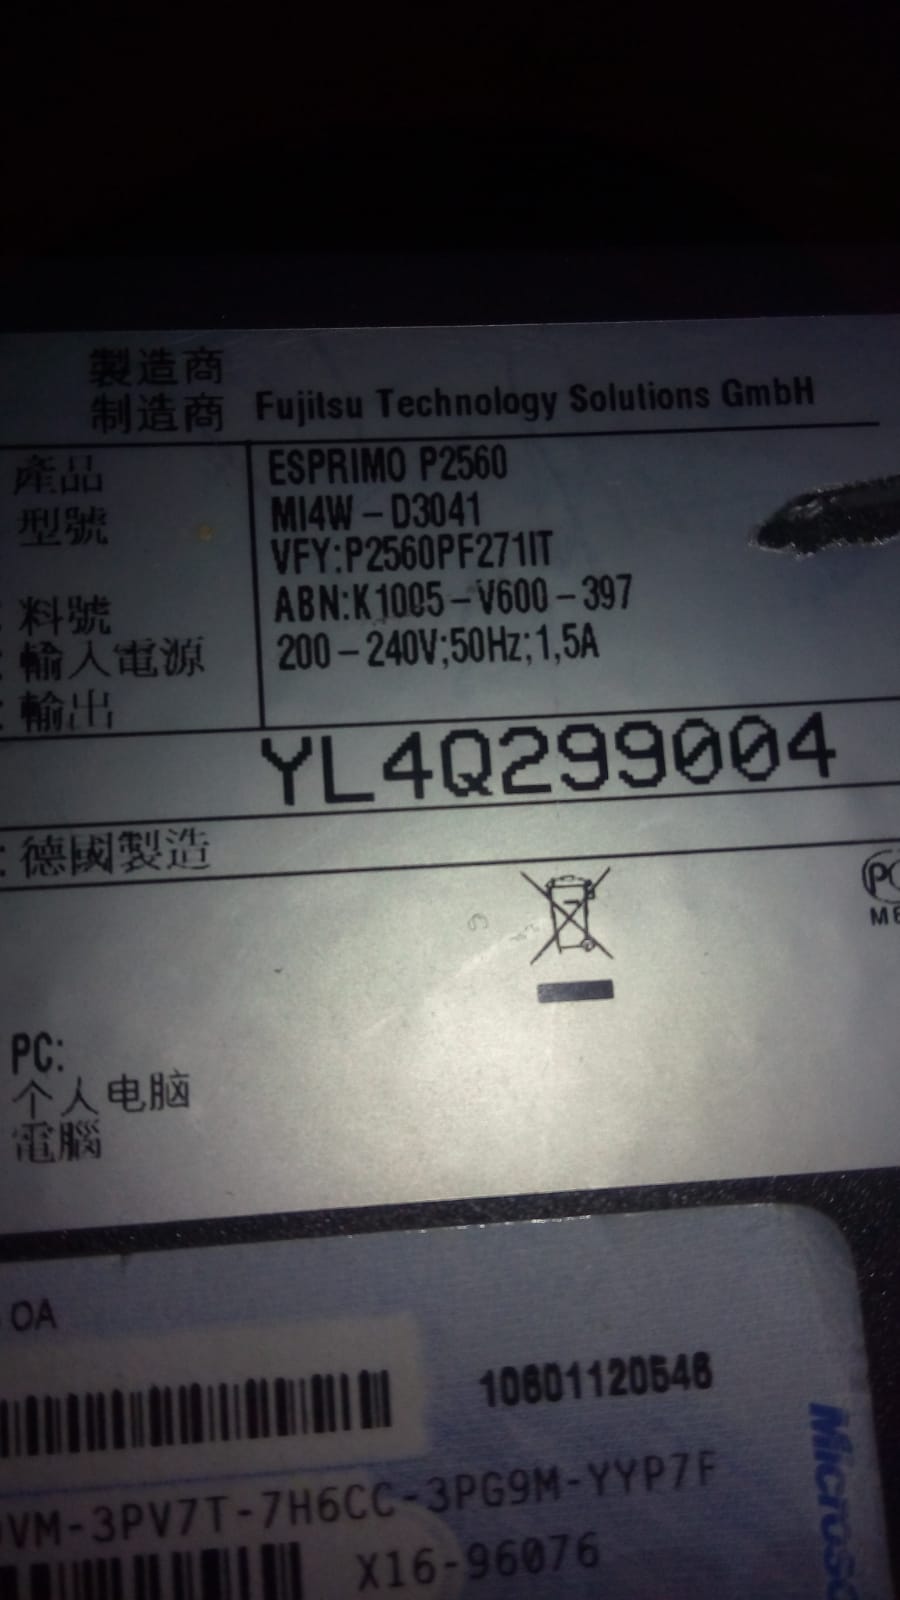 製造商
制造商 Fujitsu Technology Solutions GmbH
產品 ESPRIMO P2560
型號 MI4W-D3041
VFY:P2560PF271IT
: 料號 ABN:K1005-V600-397
: 輸入電源 200-240V;50Hz;1,5A
: 輸出
YL4Q299004
: 德國製造
PC:
个人电脑
電腦
OA
10601120546
VM-3PV7T-7H6CC-3PG9M-YYP7F
X16-96076